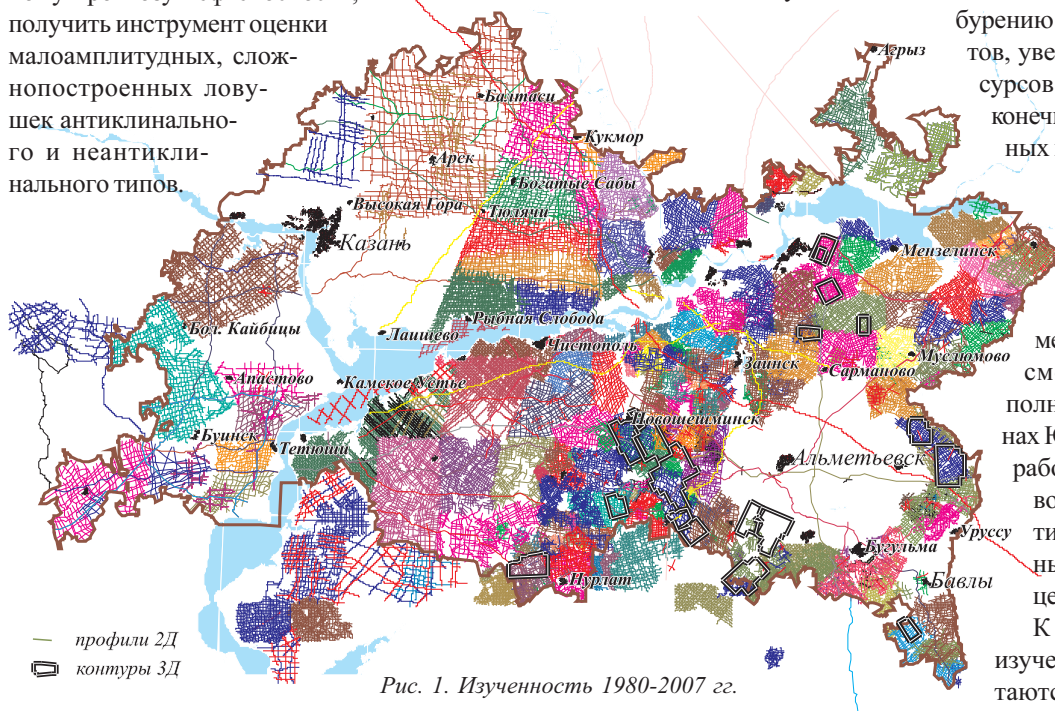 получить инструмент оценки
малоамплитудных, слож-
нопостроенных лову-
шек антиклинально-
го и неантикли-
нального типов.
бурению
тов, уве
сурсов
конечн
ных
Агрыз
Балтаси
Кукмор
Арск
Богатые Сабы
Высокая Гора
Тюлячи
Казань
Мензелинск
Бол. Кайбицы
Рыбная Слобода
Лаишево
Чистополь
Заинск
Муслюмово
Сарманово
Апастово
Камское Устье
Новошешминск
Буинск
Тетюши
Альметьевск
Уруссу
Бугульма
Нурлат
Бавлы
ме
см
полн
нах Ю
рабо
во
ти
ны
це
К
изуче
таются
профили 2Д
контуры 3Д
Рис. 1. Изученность 1980-2007 гг.